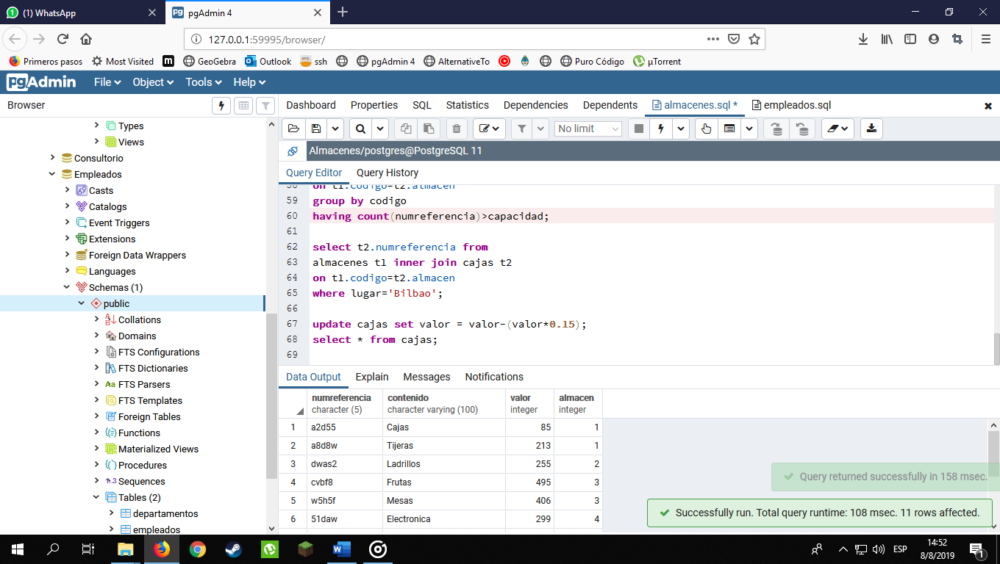 (1) WhatsApp
pgAdmin 4
127.0.0.1:59995/browser/
Primeros pasos Most Visited GeoGebra Outlook ssh pgAdmin 4 AlternativeTo Puro Código µTorrent
pgAdmin File Object Tools Help
Browser
Types
Views
Consultorio
Empleados
Casts
Catalogs
Event Triggers
Extensions
Foreign Data Wrappers
Languages
Schemas (1)
public
Collations
Domains
FTS Configurations
FTS Dictionaries
FTS Parsers
FTS Templates
Foreign Tables
Functions
Materialized Views
Procedures
1..3 Sequences
Tables (2)
departamentos
empleados
Dashboard Properties SQL Statistics Dependencies Dependents almacenes.sql * empleados.sql
No limit
Almacenes/postgres@PostgreSQL 11
Query Editor Query History
58 on t1.codigo=t2.almacen
59 group by codigo
60 having count(numreferencia)>capacidad;
61
62 select t2.numreferencia from
63 almacenes t1 inner join cajas t2
64 on t1.codigo=t2.almacen
65 where lugar='Bilbao';
66
67 update cajas set valor = valor-(valor*0.15);
68 select * from cajas;
69
Data Output Explain Messages Notifications
numreferencia contenido valor almacen
character (5) character varying (100) integer integer
1 a2d55 Cajas 85 1
2 a8d8w Tijeras 213 1
3 dwas2 Ladrillos 255 2
4 cvbf8 Frutas 495 3
5 w5h5f Mesas 406 3
6 51daw Electronica 299 4
Query returned successfully in 158 msec.
Successfully run. Total query runtime: 108 msec. 11 rows affected.
ESP
14:52
8/8/2019
1